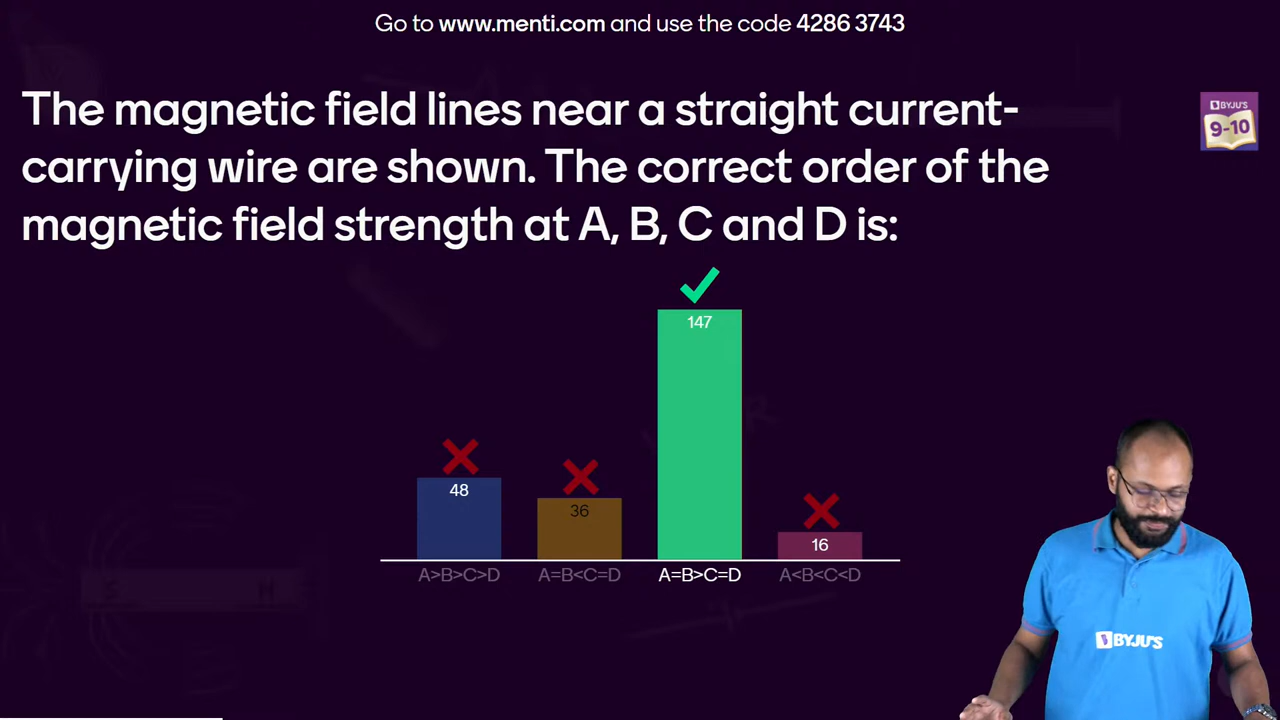 Go to www.menti.com and use the code 4286 3743
The magnetic field lines near a straight current-
carrying wire are shown. The correct order of the
magnetic field strength at A, B, C and D is:
BYJU'S
9-10
147
48
36
16
A>B>C>D
A=B<C=D
A=B>C=D
A<B<C<D
S
N
BYJU'S